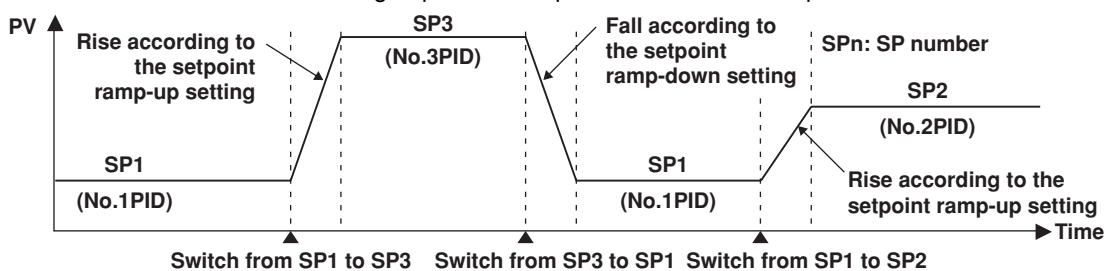 PV
Rise according to
the setpoint
ramp-up setting
SP3
(No.3PID)
Fall according to
the setpoint
ramp-down setting
SPn: SP number
SP2
(No.2PID)
SP1
(No.1PID)
SP1
(No.1PID)
Rise according to the
setpoint ramp-up setting
Time
Switch from SP1 to SP3
Switch from SP3 to SP1
Switch from SP1 to SP2